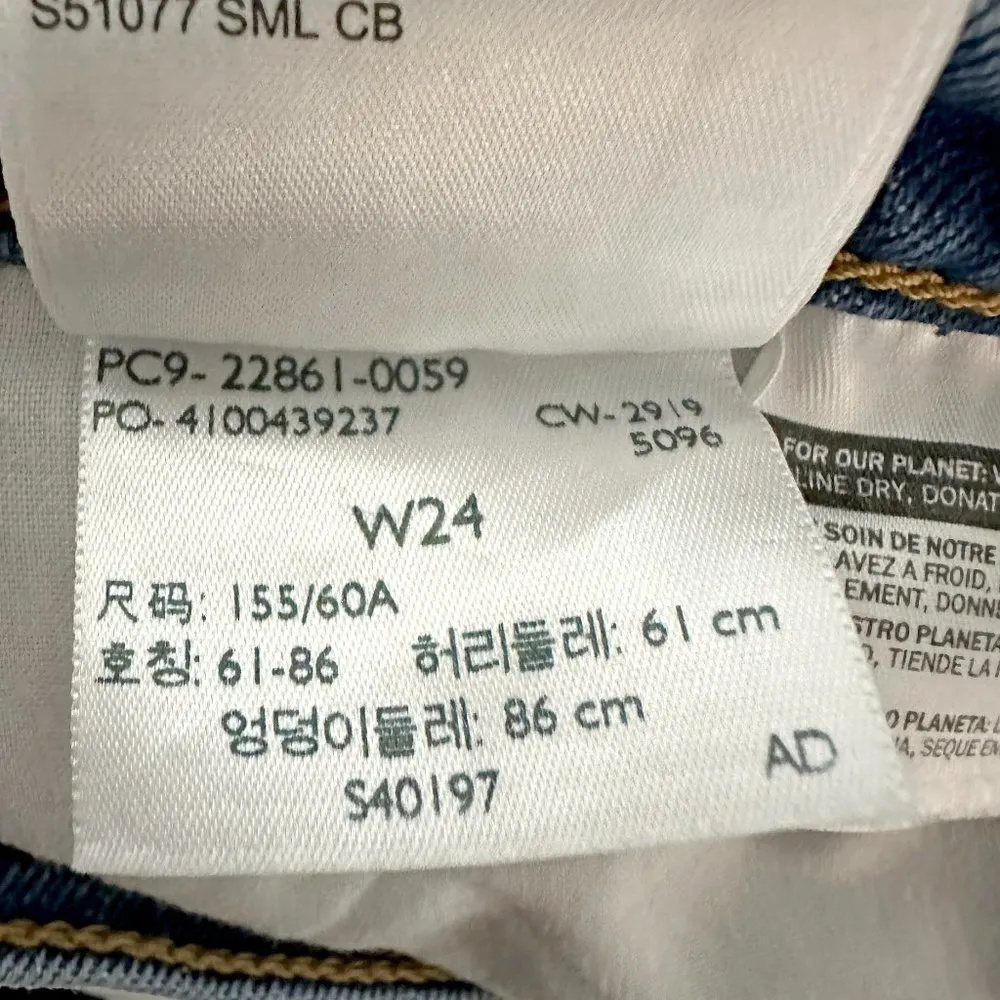 S51077 SML CB
PC9-22861-0059
PO-4100439237
CW-2919
5096
W24
尺码: 155/60A
호칭: 61-86 허리둘레: 61 cm
엉덩이둘레: 86 cm
S40197
AD
FOR OUR PLANET:
LINE DRY, DONAT
SOIN DE NOTRE
AVEZ A FROID,
EMENT, DONN
STRO PLANETA
TIENDE LA
O PLANETA:
A, SEQUE EN